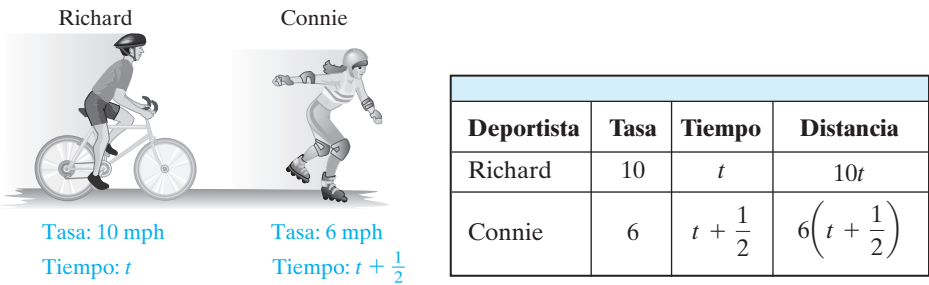 Richard Connie
Tasa: 10 mph Tasa: 6 mph
Tiempo: t Tiempo: t + 1/2
Deportista Tasa Tiempo Distancia
Richard 10 t 10t
Connie 6 t + 1/2 6(t + 1/2)